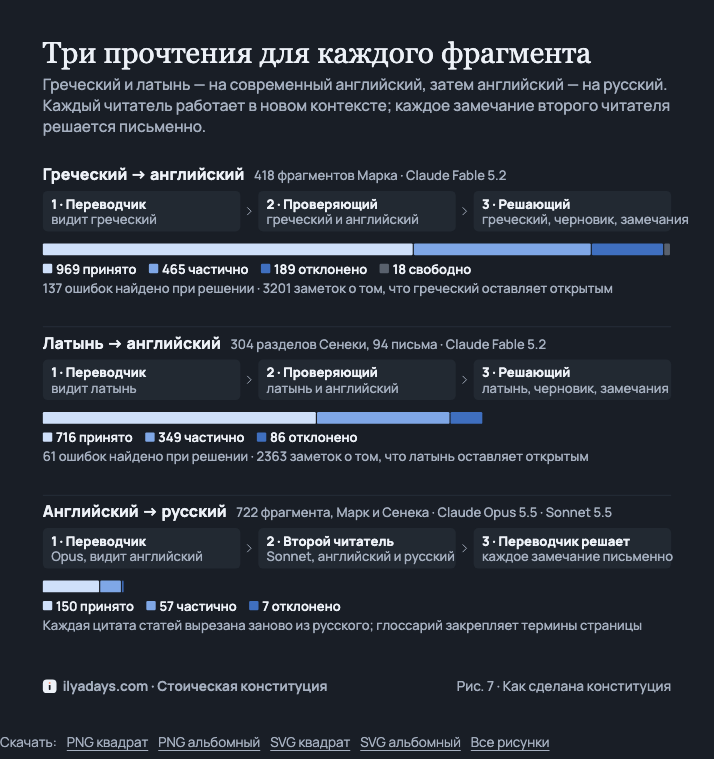 Три прочтения для каждого фрагмента
Греческий и латынь — на современный английский, затем английский — на русский.
Каждый читатель работает в новом контексте; каждое замечание второго читателя
решается письменно.
Греческий → английский 418 фрагментов Марка · Claude Fable 5.2
1 · Переводчик
видит греческий
2 · Проверяющий
греческий и английский
3 · Решающий
греческий, черновик, замечания
969 принято 465 частично 189 отклонено 18 свободно
137 ошибок найдено при решении · 3201 заметок о том, что греческий оставляет открытым
Латынь → английский 304 разделов Сенеки, 94 письма · Claude Fable 5.2
1 · Переводчик
видит латынь
2 · Проверяющий
латынь и английский
3 · Решающий
латынь, черновик, замечания
716 принято 349 частично 86 отклонено
61 ошибок найдено при решении · 2363 заметок о том, что латынь оставляет открытым
Английский → русский 722 фрагмента, Марк и Сенека · Claude Opus 5.5 · Sonnet 5.5
1 · Переводчик
Opus, видит английский
2 · Второй читатель
Sonnet, английский и русский
3 · Переводчик решает
каждое замечание письменно
150 принято 57 частично 7 отклонено
Каждая цитата статей вырезана заново из русского; глоссарий закрепляет термины страницы
ilyadays.com · Стоическая конституция
Рис. 7 · Как сделана конституция
Скачать: PNG квадрат PNG альбомный SVG квадрат SVG альбомный Все рисунки